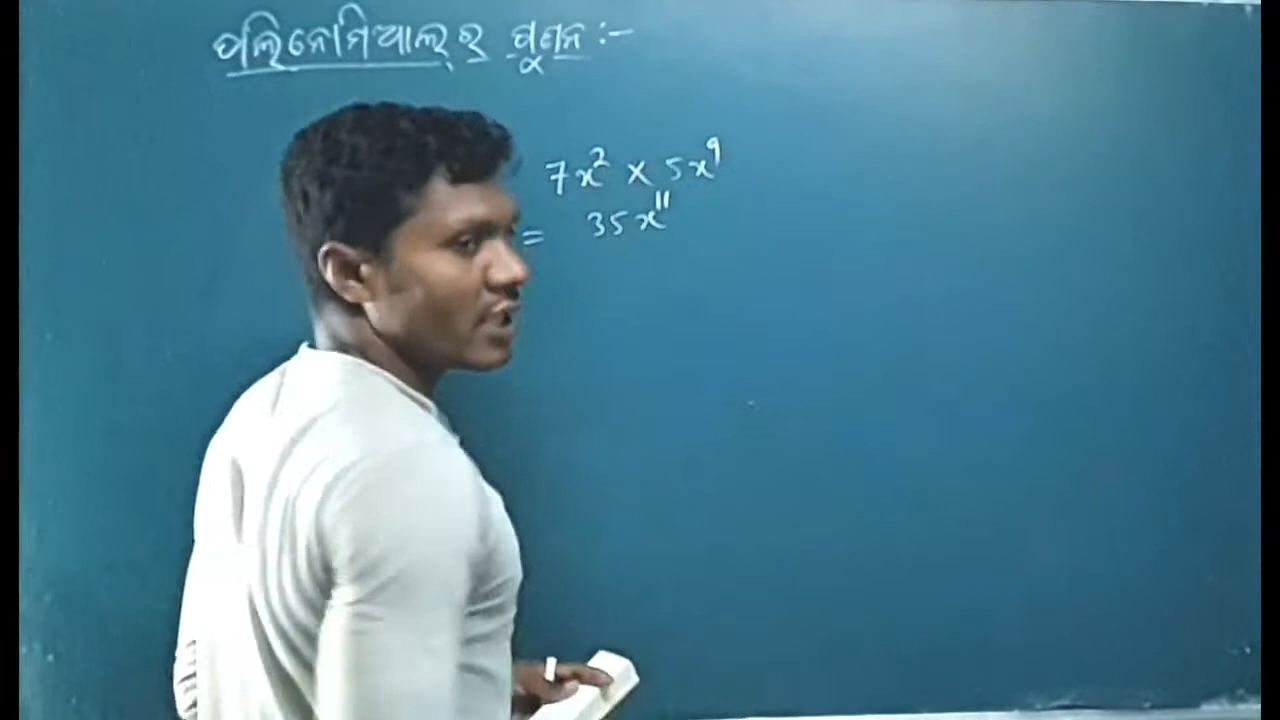 ପଲିନୋମିଆଲ୍ ର ଗୁଣନ :-
7x² × 5x⁹
= 35x¹¹